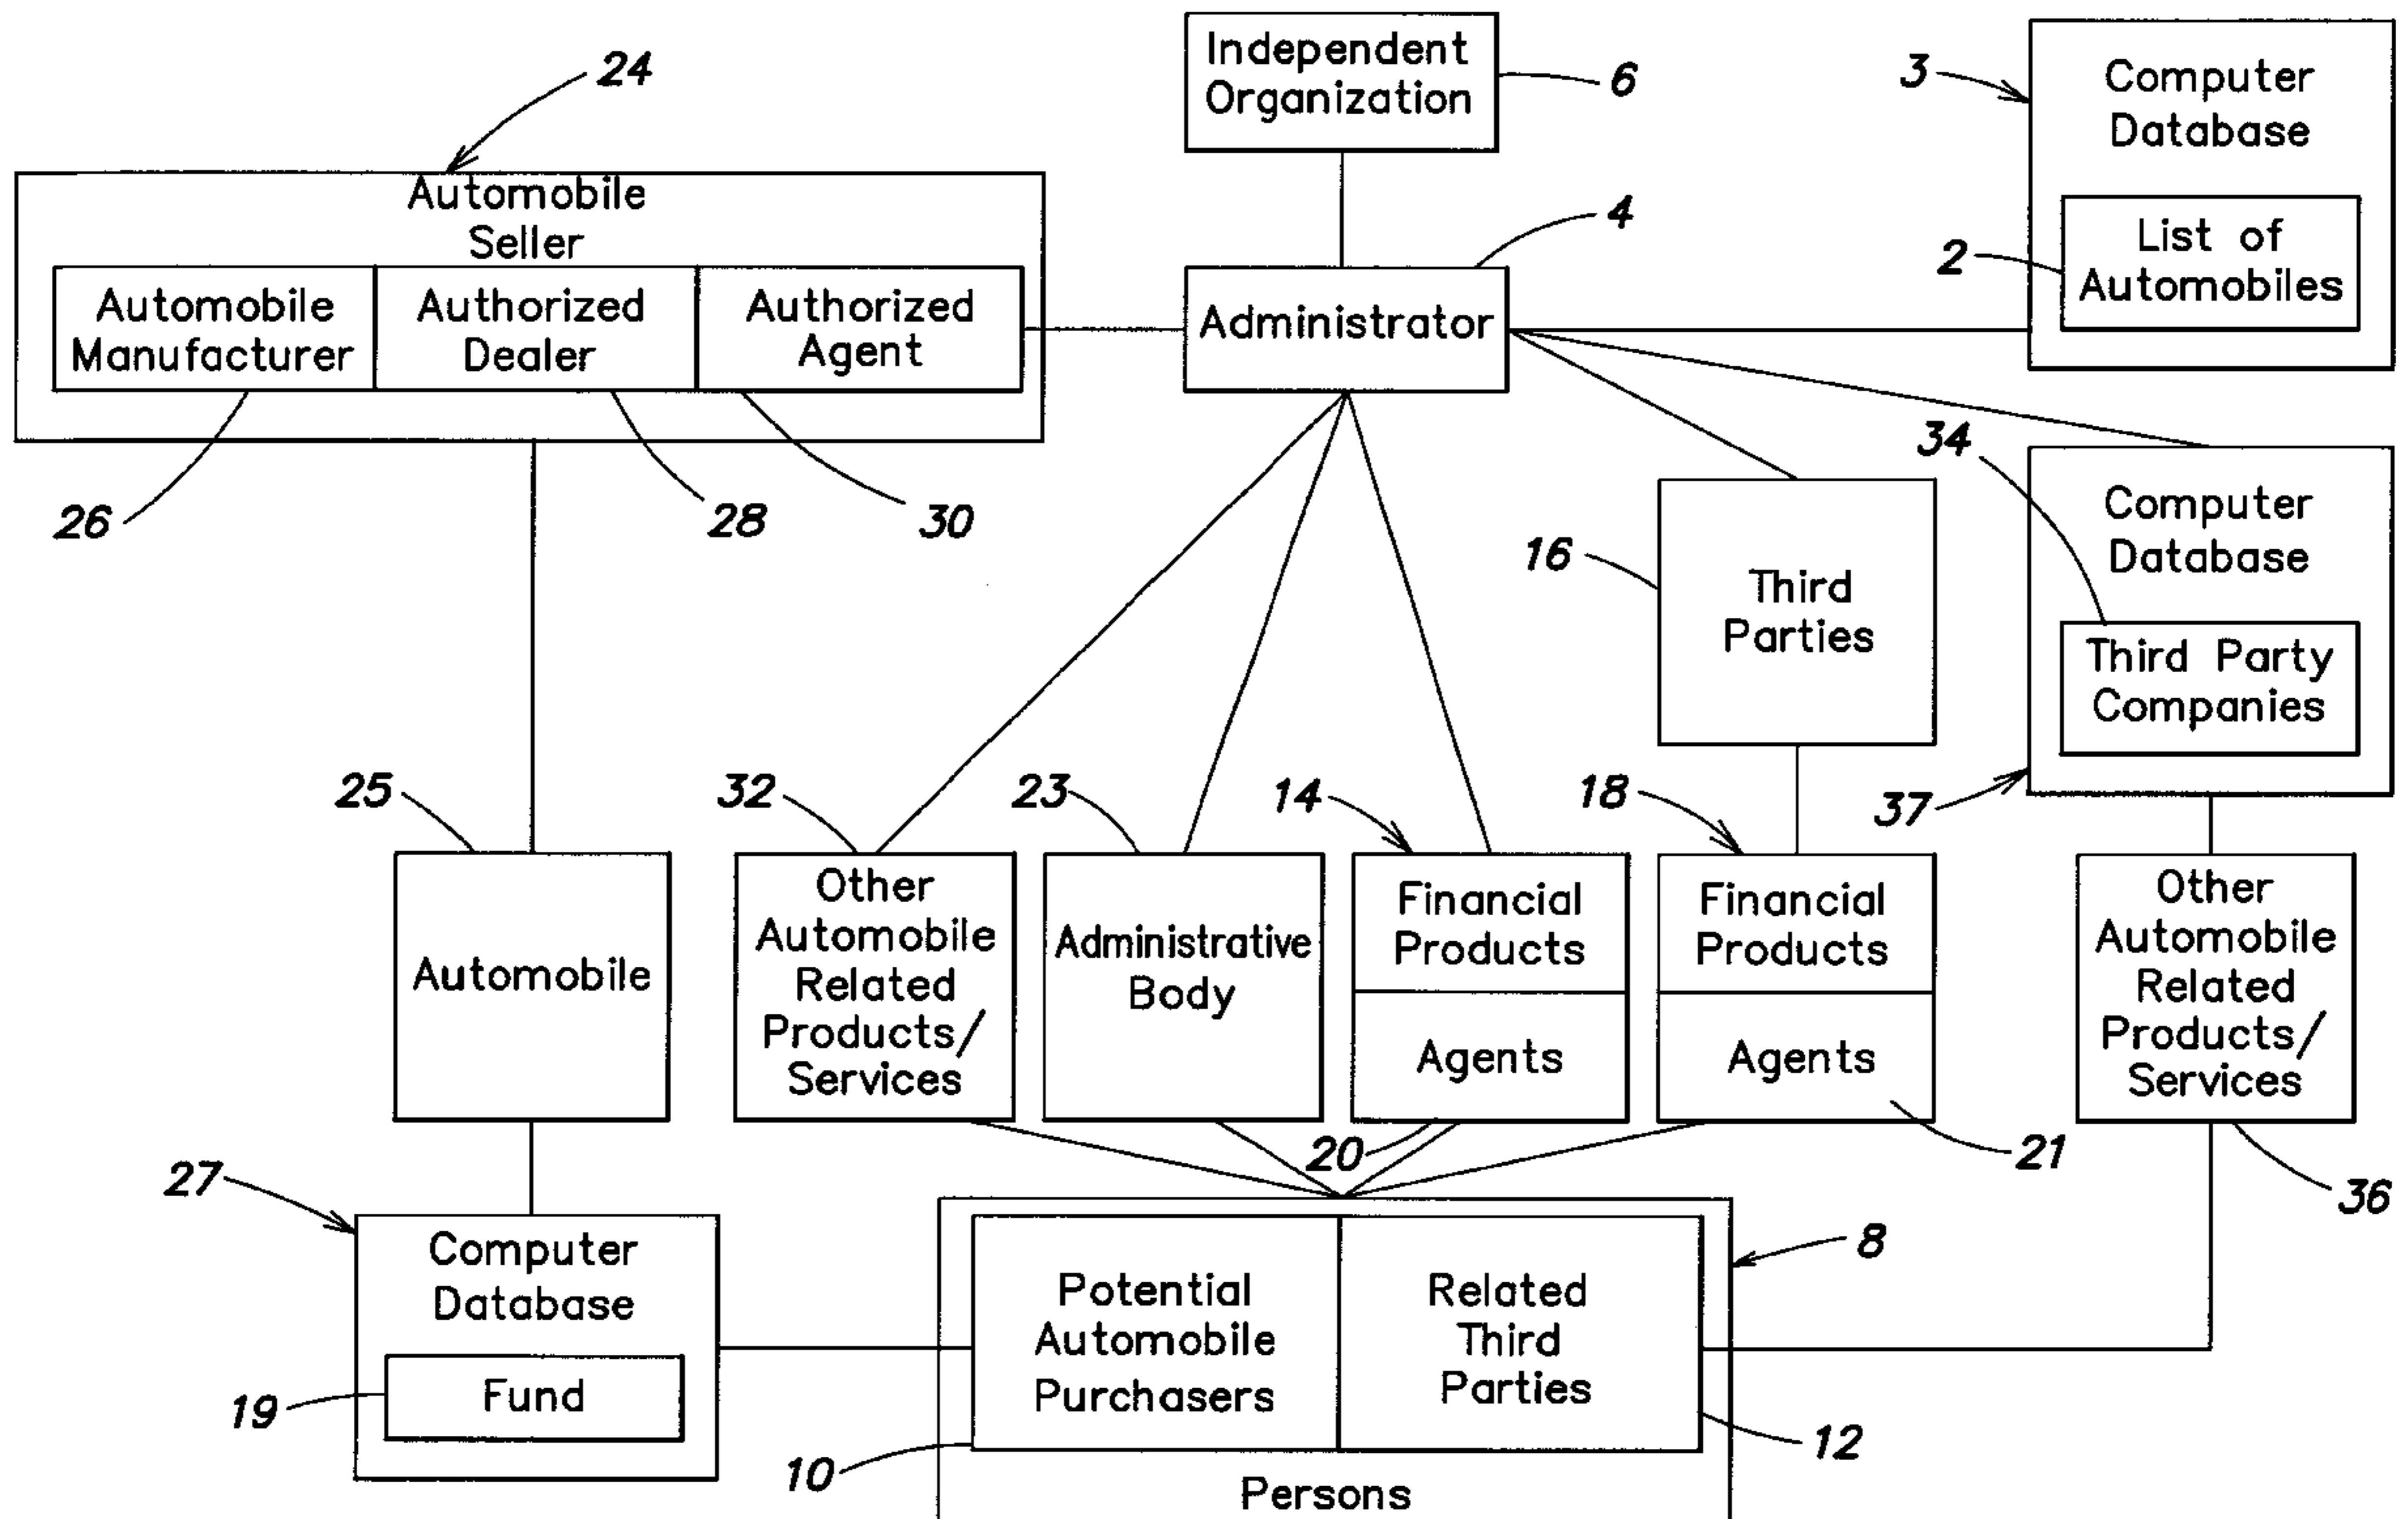 24
Independent
Organization
6
3
Computer
Database
2
List of
Automobiles
Automobile
Seller
Automobile
Manufacturer
Authorized
Dealer
Authorized
Agent
26
28
30
4
Administrator
16
Third
Parties
34
Computer
Database
Third Party
Companies
37
25
Automobile
32
Other
Automobile
Related
Products/
Services
23
Administrative
Body
14
Financial
Products
Agents
20
18
Financial
Products
Agents
21
Other
Automobile
Related
Products/
Services
36
27
Computer
Database
19
Fund
8
Potential
Automobile
Purchasers
Related
Third
Parties
10
12
Persons